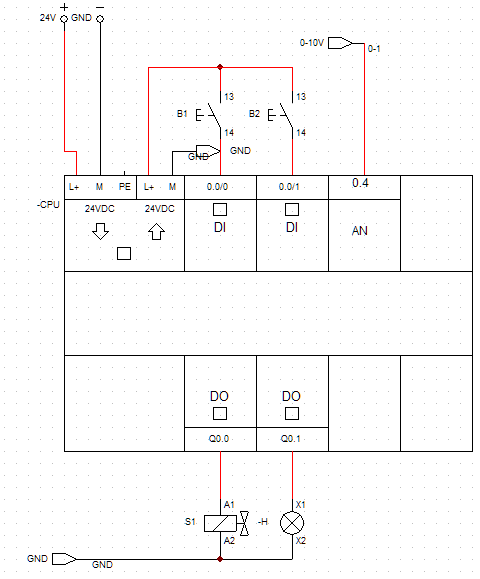 + −
24V GND
0-10V 0-1
13 13
B1 B2
14 14
GND GND
L+ M PE L+ M 0.0/0 0.0/1 0.4
-CPU 24VDC 24VDC
DI DI AN
DO DO
Q0.0 Q0.1
A1 X1
S1 -H
A2 X2
GND GND